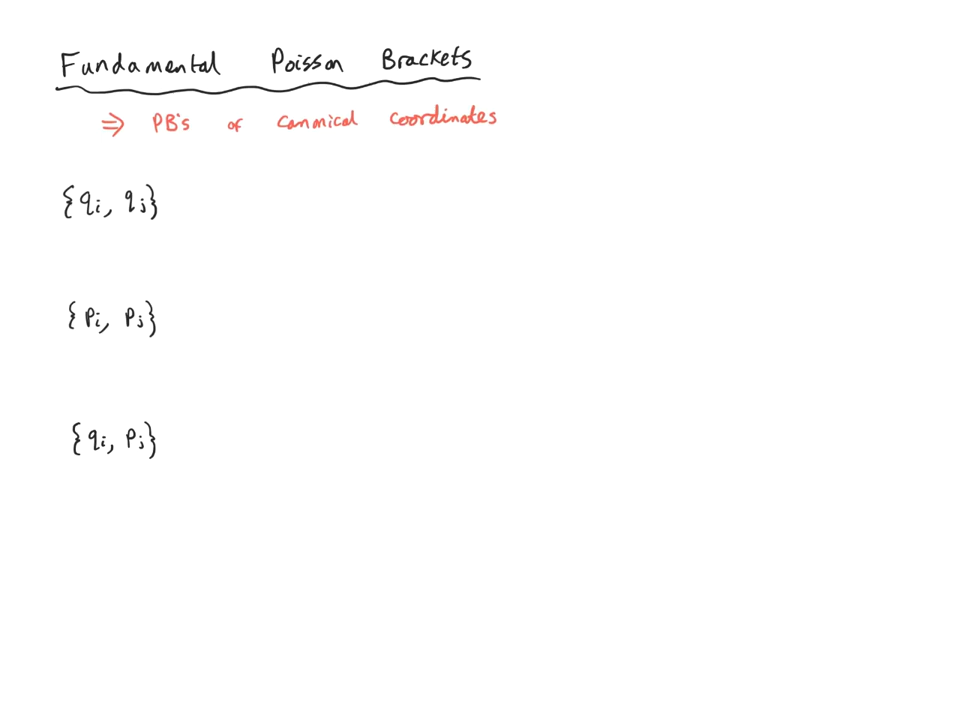 Fundamental Poisson Brackets
⇒ PB's of Canonical coordinates
{qi, qj}
{Pi, Pj}
{qi, Pj}